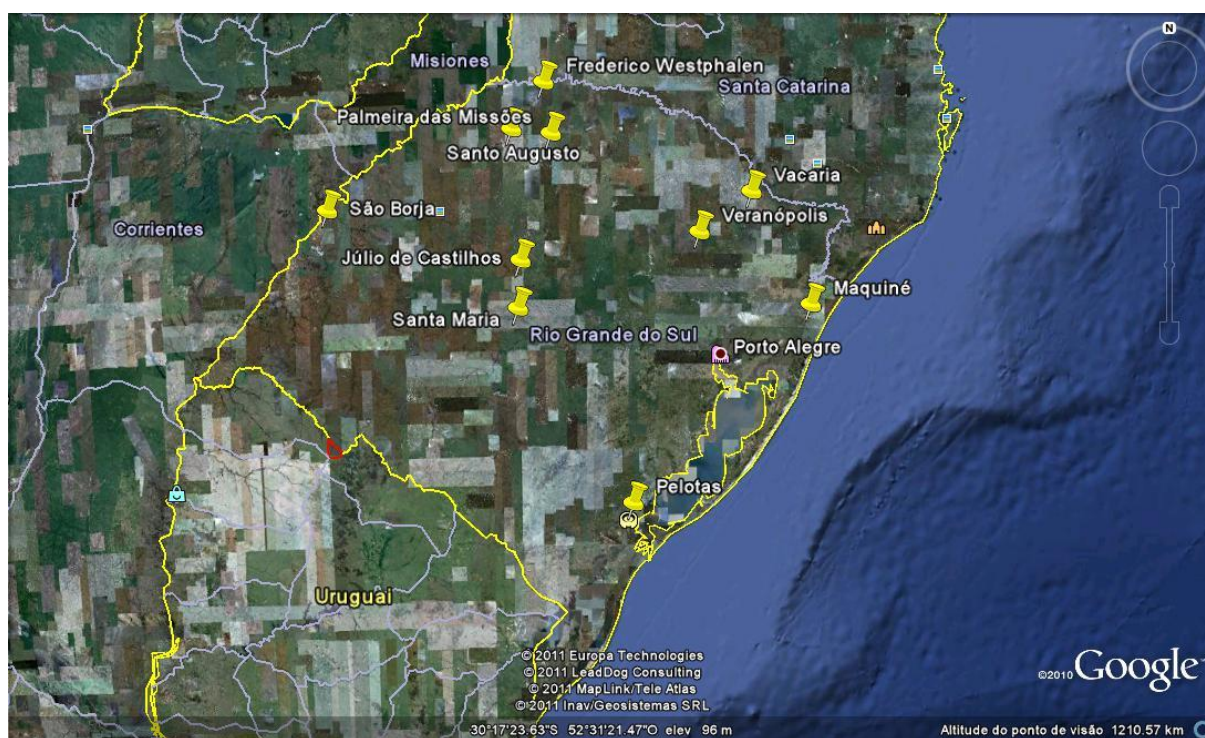 N
Misiones
Frederico Westphalen
Santa Catarina
Palmeira das Missões
Santo Augusto
Vacaria
São Borja
Veranópolis
Corrientes
Júlio de Castilhos
Maquiné
Santa Maria
Rio Grande do Sul
Porto Alegre
Pelotas
Uruguai
© 2011 Europa Technologies
© 2011 LeadDog Consulting
© 2011 MapLink/Tele Atlas
© 2011 Inav/Geosistemas SRL
©2010 Google
30°17'23.63"S 52°31'21.47"O elev 96 m
Altitude do ponto de visão 1210.57 km